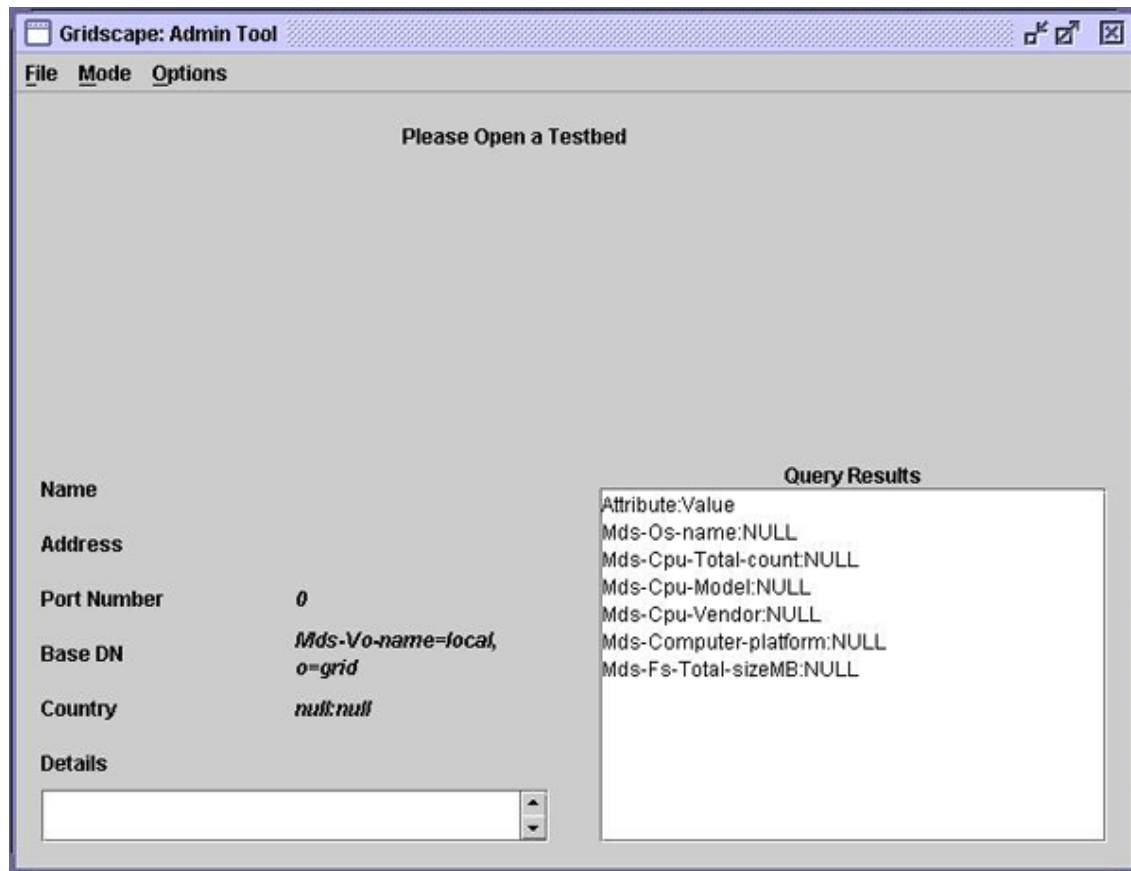 Gridscape: Admin Tool
File Mode Options
Please Open a Testbed
Name
Address
Port Number 0
Base DN Mds-Vo-name=local,
o=grid
Country null:null
Details
Query Results
Attribute:Value
Mds-Os-name:NULL
Mds-Cpu-Total-count:NULL
Mds-Cpu-Model:NULL
Mds-Cpu-Vendor:NULL
Mds-Computer-platform:NULL
Mds-Fs-Total-sizeMB:NULL